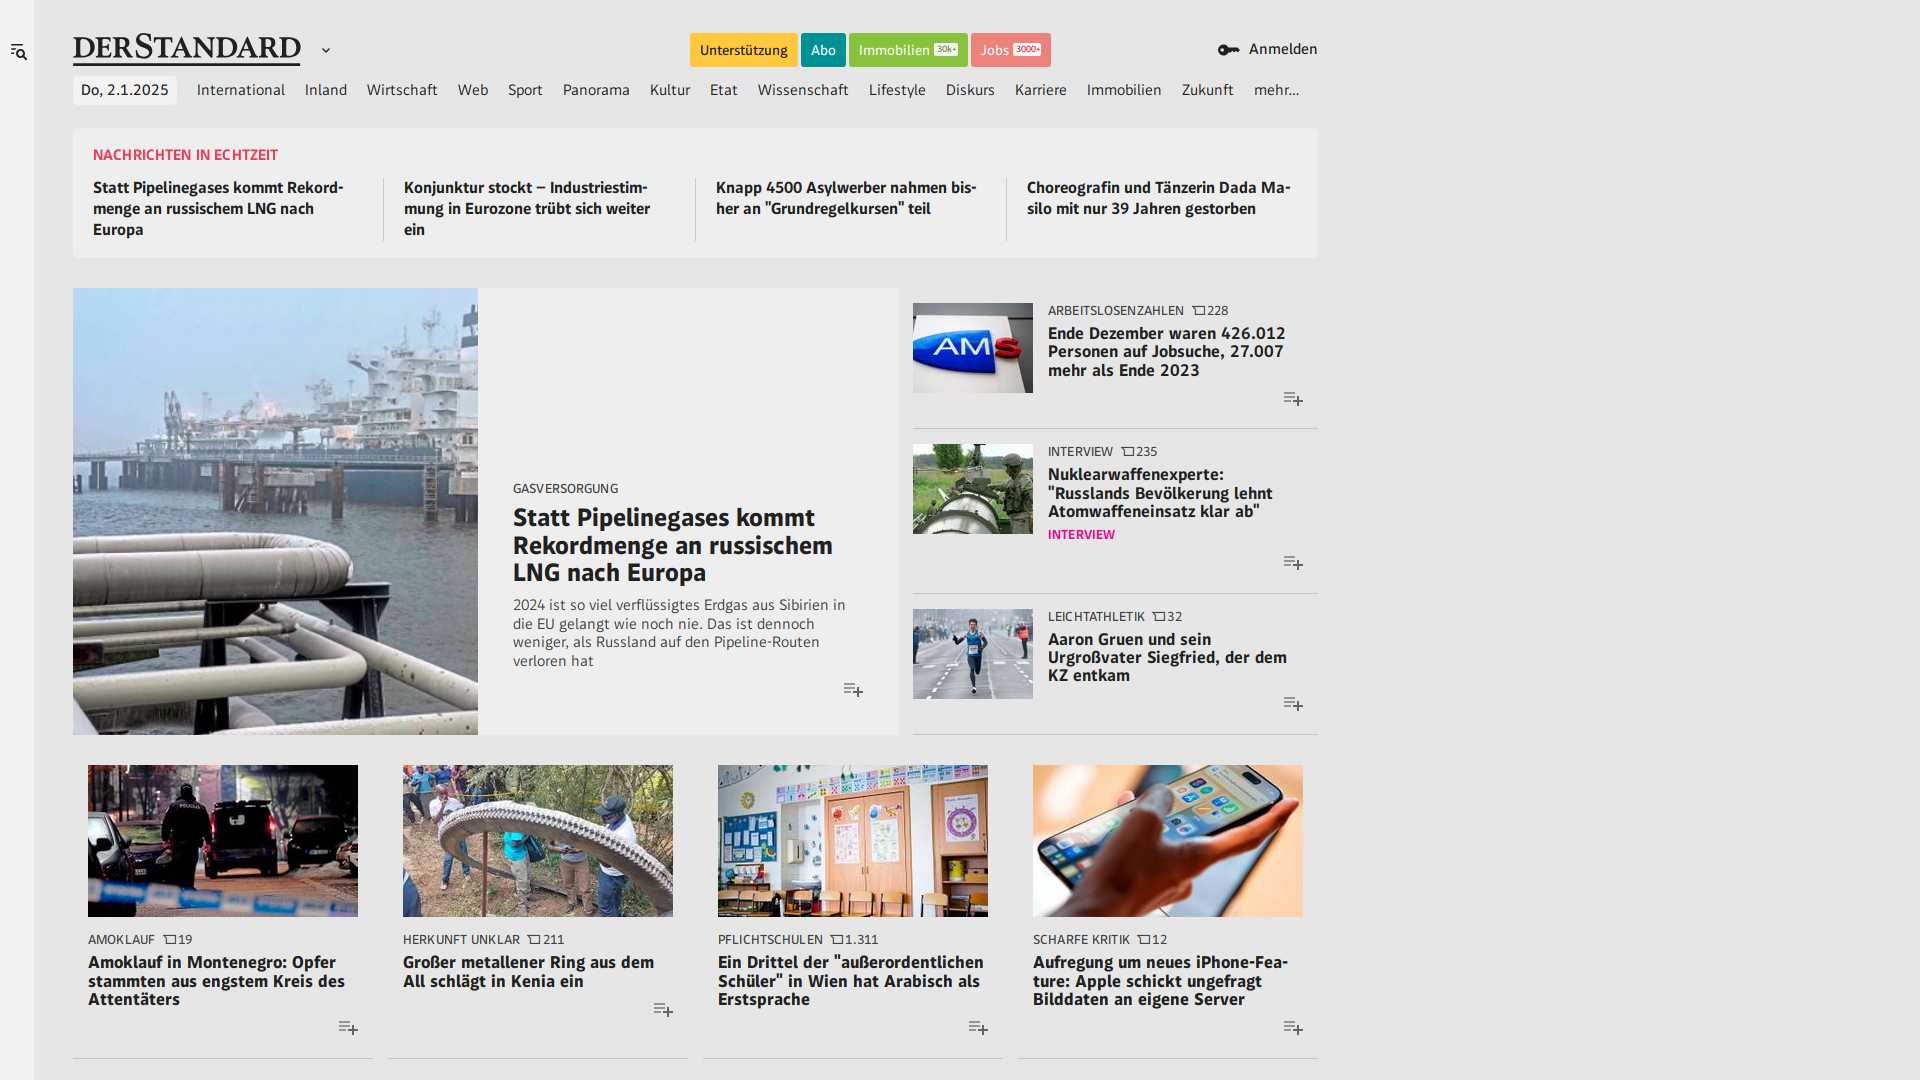 DERSTANDARD
Unterstützung
Abo
Immobilien 30k+
Jobs 3000+
Anmelden
Do, 2.1.2025
International
Inland
Wirtschaft
Web
Sport
Panorama
Kultur
Etat
Wissenschaft
Lifestyle
Diskurs
Karriere
Immobilien
Zukunft
mehr...
NACHRICHTEN IN ECHTZEIT
Statt Pipelinegases kommt Rekord-
menge an russischem LNG nach
Europa
Konjunktur stockt – Industriestim-
mung in Eurozone trübt sich weiter
ein
Knapp 4500 Asylwerber nahmen bis-
her an "Grundregelkursen" teil
Choreografin und Tänzerin Dada Ma-
silo mit nur 39 Jahren gestorben
GASVERSORGUNG
Statt Pipelinegases kommt
Rekordmenge an russischem
LNG nach Europa
2024 ist so viel verflüssigtes Erdgas aus Sibirien in
die EU gelangt wie noch nie. Das ist dennoch
weniger, als Russland auf den Pipeline-Routen
verloren hat
AMS
ARBEITSLOSENZAHLEN 228
Ende Dezember waren 426.012
Personen auf Jobsuche, 27.007
mehr als Ende 2023
INTERVIEW 235
Nuklearwaffenexperte:
"Russlands Bevölkerung lehnt
Atomwaffeneinsatz klar ab"
INTERVIEW
LEICHTATHLETIK 32
Aaron Gruen und sein
Urgroßvater Siegfried, der dem
KZ entkam
AMOKLAUF 19
Amoklauf in Montenegro: Opfer
stammten aus engstem Kreis des
Attentäters
HERKUNFT UNKLAR 211
Großer metallener Ring aus dem
All schlägt in Kenia ein
PFLICHTSCHULEN 1.311
Ein Drittel der "außerordentlichen
Schüler" in Wien hat Arabisch als
Erstsprache
SCHARFE KRITIK 12
Aufregung um neues iPhone-Fea-
ture: Apple schickt ungefragt
Bilddaten an eigene Server